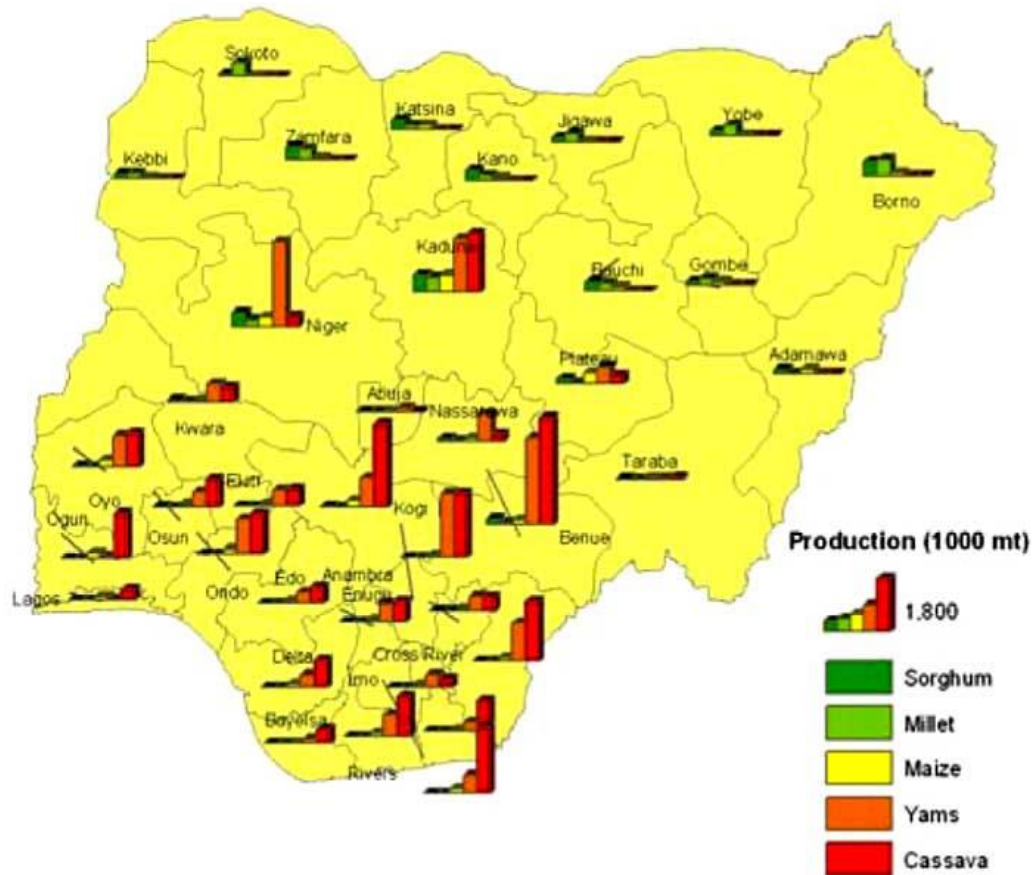 Sokoto
Katsina
Zamfara
Jigawa
Yobe
Kebbi
Kano
Borno
Kaduna
Bauchi
Gombe
Niger
Plateau
Adamawa
Abuja
Nassarawa
Kwara
Taraba
Ekiti
Oyo
Kogi
Ogun
Osun
Benue
Production (1000 mt)
Edo
Anambra
Lagos
Ondo
Enugu
1.800
Delta
Cross River
Imo
Sorghum
Bayelsa
Millet
Rivers
Maize
Yams
Cassava